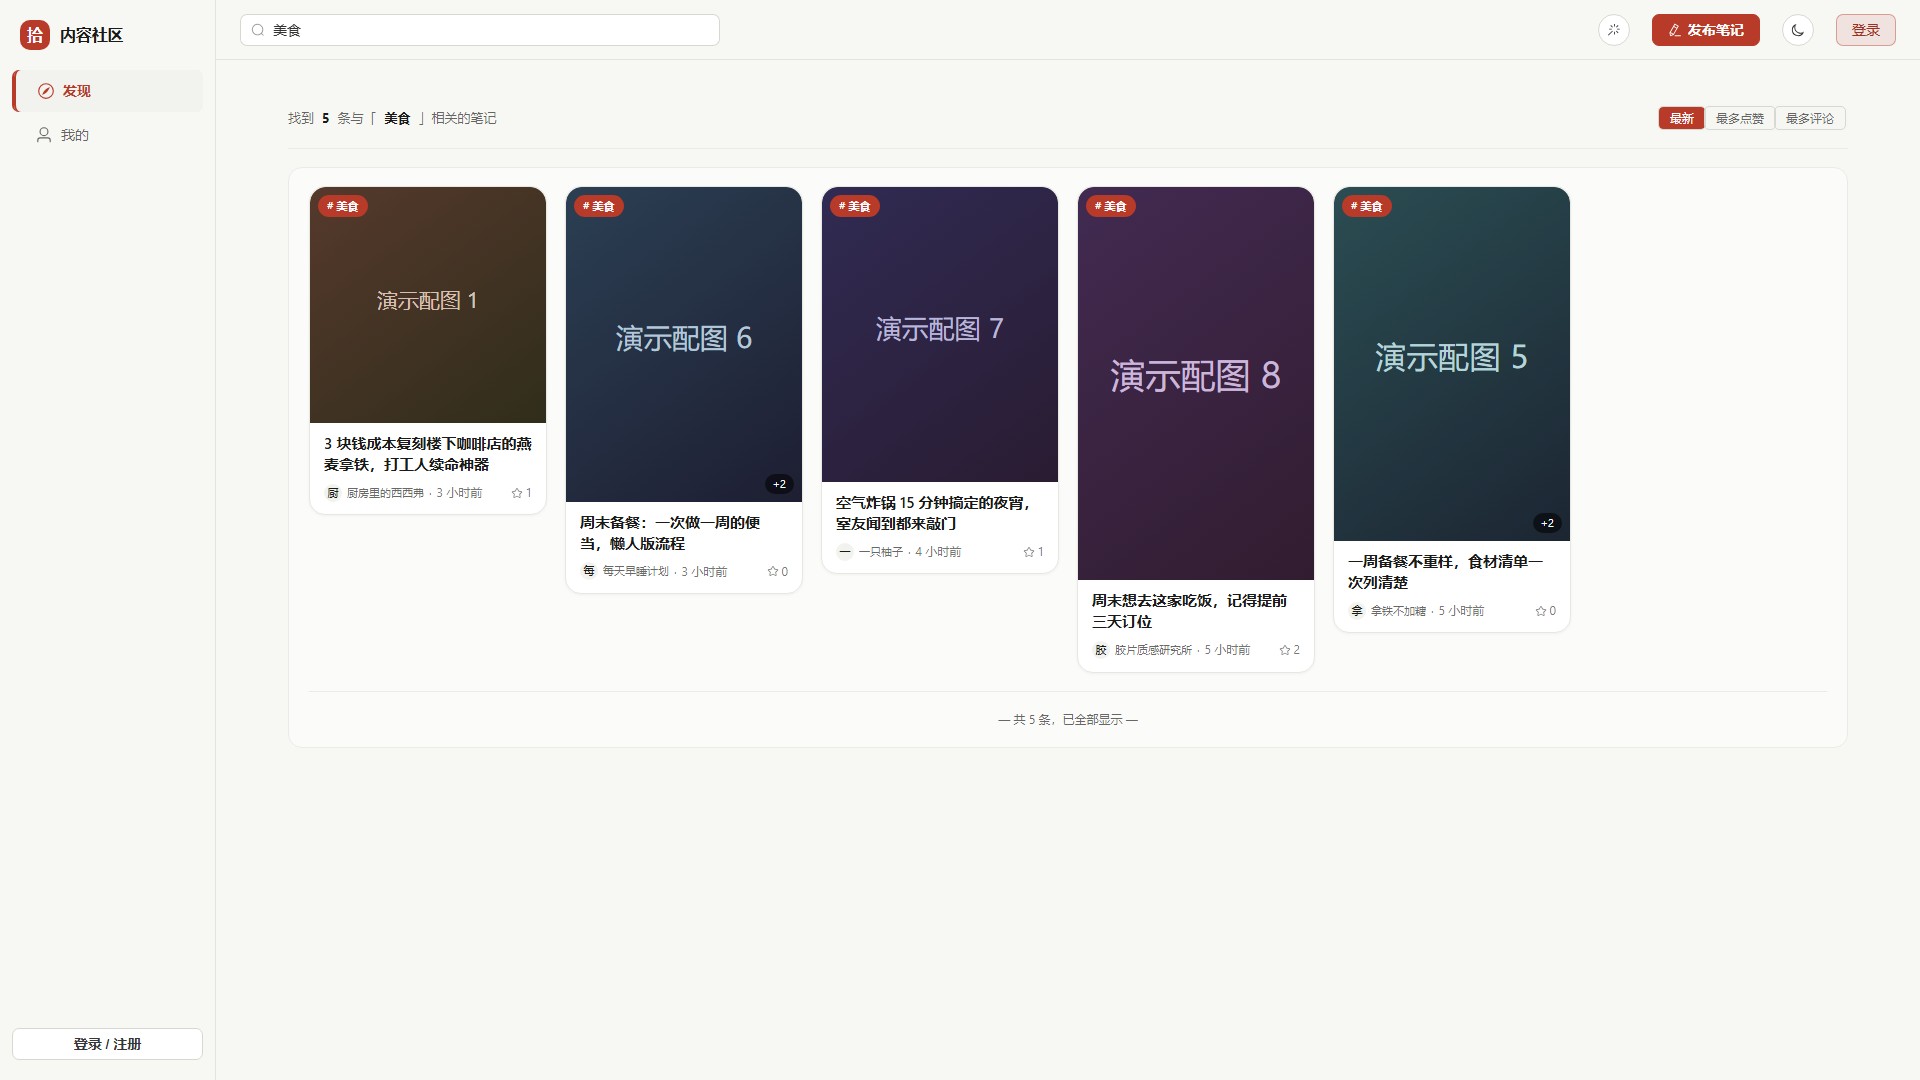 拾 内容社区
发现
我的
登录 / 注册
美食
发布笔记
登录
找到 5 条与「 美食 」相关的笔记
最新 最多点赞 最多评论
# 美食
演示配图 1
3 块钱成本复刻楼下咖啡店的燕
麦拿铁，打工人续命神器
厨 厨房里的西西弗 · 3 小时前 1
# 美食
演示配图 6
+2
周末备餐：一次做一周的便
当，懒人版流程
每 每天早睡计划 · 3 小时前 0
# 美食
演示配图 7
空气炸锅 15 分钟搞定的夜宵，
室友闻到都来敲门
一 一只柚子 · 4 小时前 1
# 美食
演示配图 8
周末想去这家吃饭，记得提前
三天订位
胶 胶片质感研究所 · 5 小时前 2
# 美食
演示配图 5
+2
一周备餐不重样，食材清单一
次列清楚
拿 拿铁不加糖 · 5 小时前 0
— 共 5 条，已全部显示 —